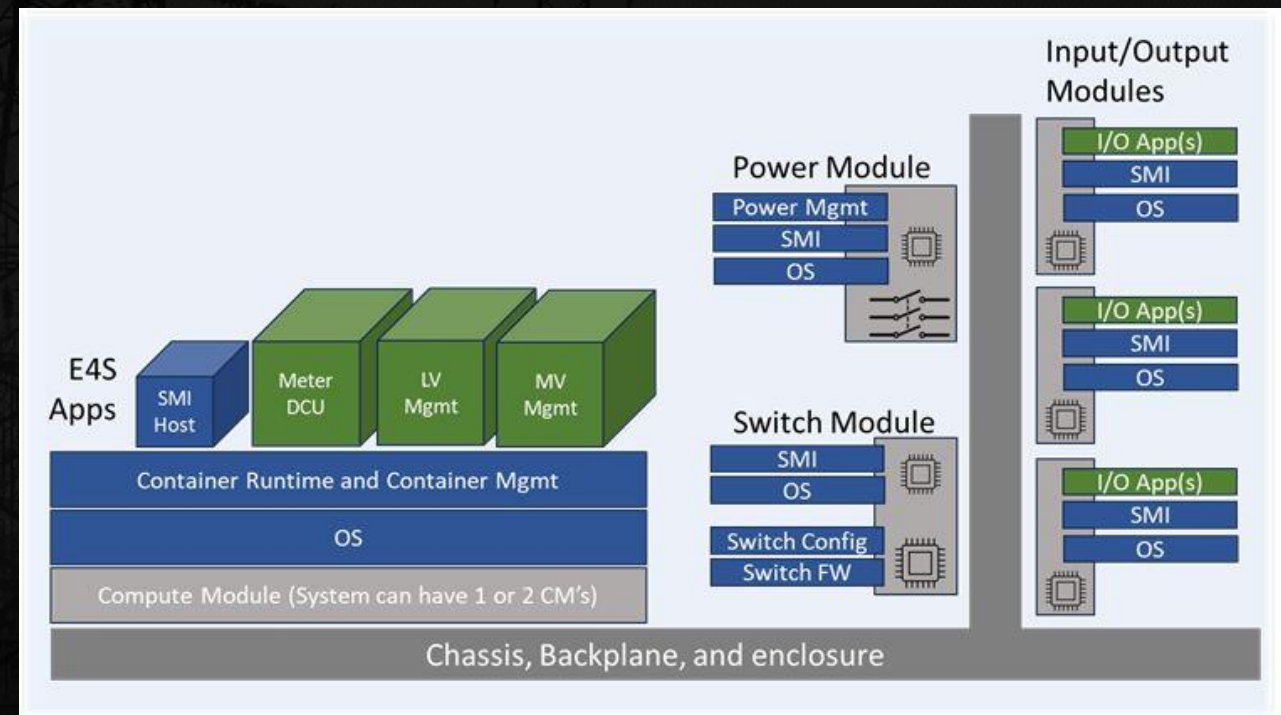 Input/Output
Modules
I/O App(s)
SMI
OS
Power Module
Power Mgmt
SMI
OS
I/O App(s)
SMI
OS
E4S
Apps
SMI
Host
Meter
DCU
LV
Mgmt
MV
Mgmt
Switch Module
SMI
OS
Switch Config
Switch FW
I/O App(s)
SMI
OS
Container Runtime and Container Mgmt
OS
Compute Module (System can have 1 or 2 CM's)
Chassis, Backplane, and enclosure